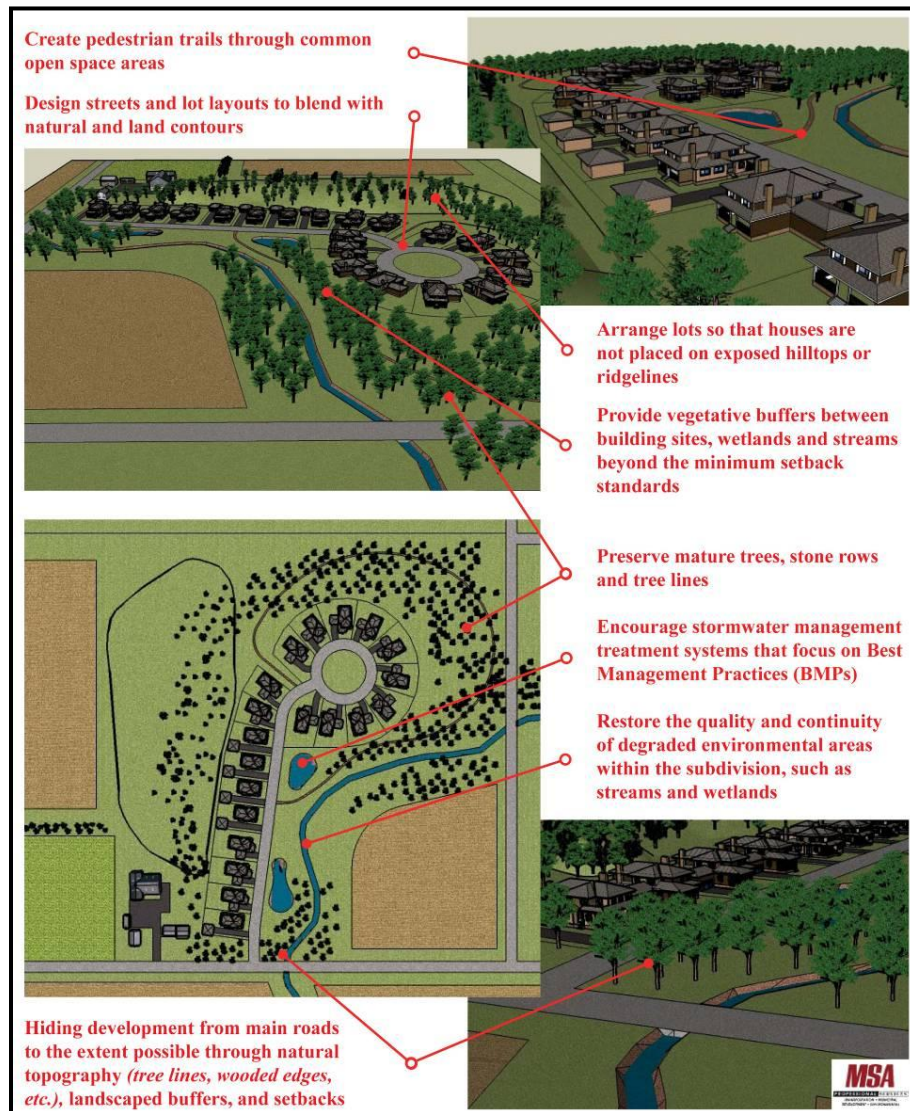 Create pedestrian trails through common
open space areas
Design streets and lot layouts to blend with
natural and land contours
Arrange lots so that houses are
not placed on exposed hilltops or
ridgelines
Provide vegetative buffers between
building sites, wetlands and streams
beyond the minimum setback
standards
Preserve mature trees, stone rows
and tree lines
Encourage stormwater management
treatment systems that focus on Best
Management Practices (BMPs)
Restore the quality and continuity
of degraded environmental areas
within the subdivision, such as
streams and wetlands
Hiding development from main roads
to the extent possible through natural
topography (tree lines, wooded edges,
etc.), landscaped buffers, and setbacks
MSA
PROFESSIONAL SERVICES